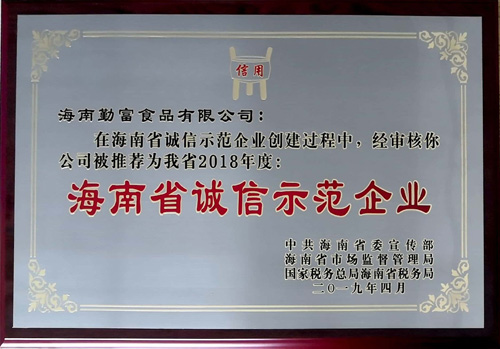 信用
海南勤富食品有限公司：
在海南省诚信示范企业创建过程中，经审核你
公司被推荐为我省2018年度：
海南省诚信示范企业
中共海南省委宣传部
海南省市场监督管理局
国家税务总局海南省税务局
二〇一九年四月